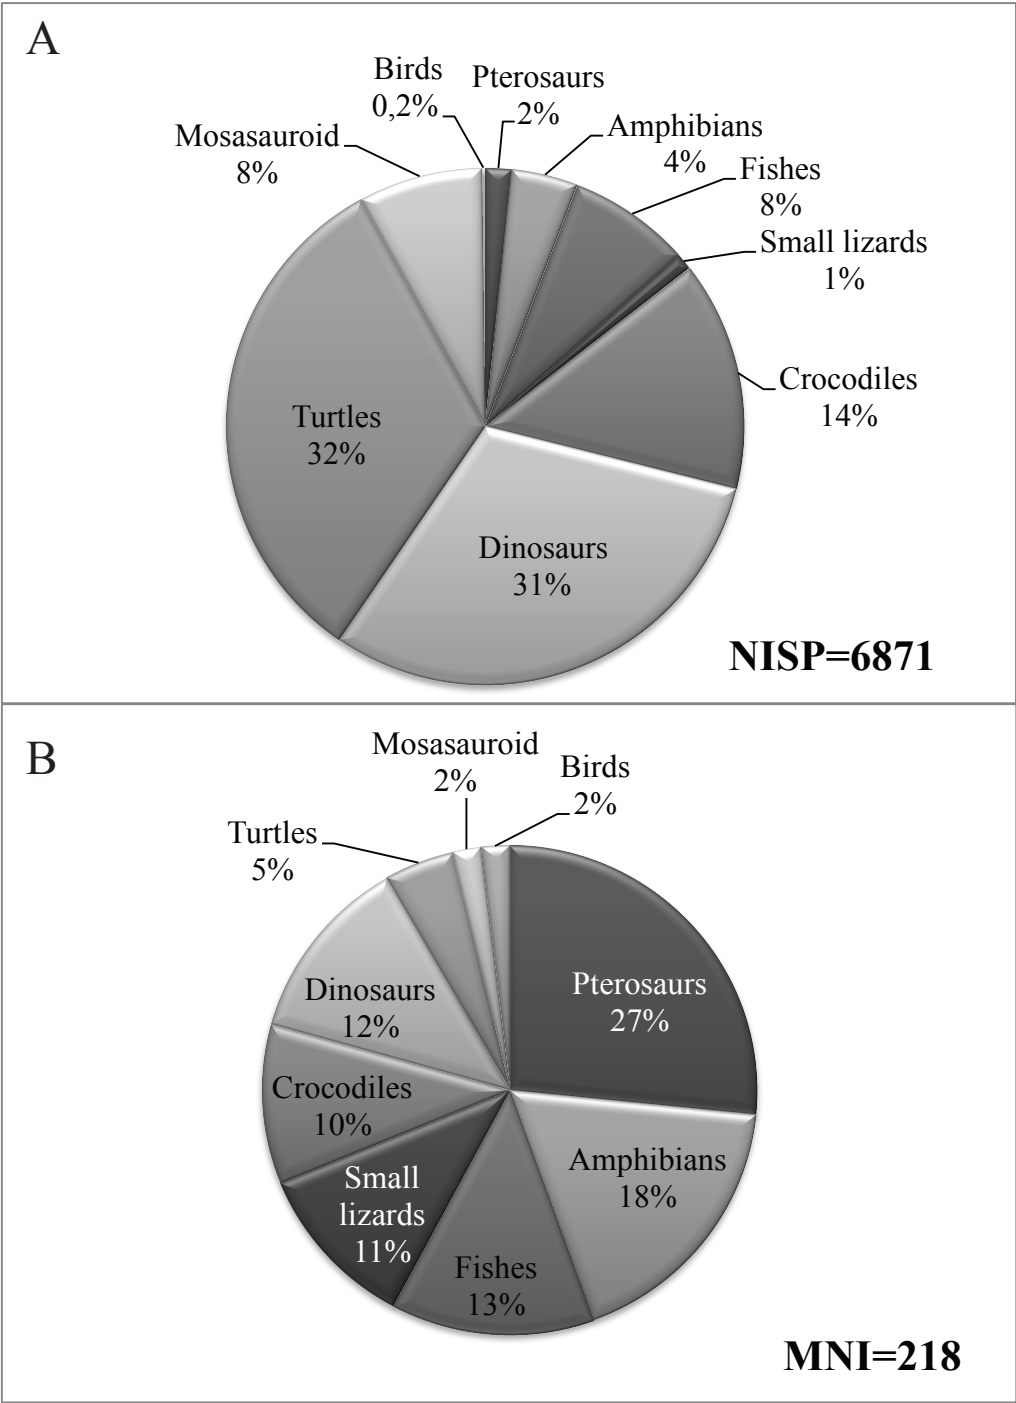 A
Birds
0,2%
Pterosaurs
2%
Amphibians
4%
Mosasauroid
8%
Fishes
8%
Small lizards
1%
Crocodiles
14%
Turtles
32%
Dinosaurs
31%
NISP=6871
B
Mosasauroid
2%
Birds
2%
Turtles
5%
Pterosaurs
27%
Dinosaurs
12%
Crocodiles
10%
Amphibians
18%
Small
lizards
11%
Fishes
13%
MNI=218